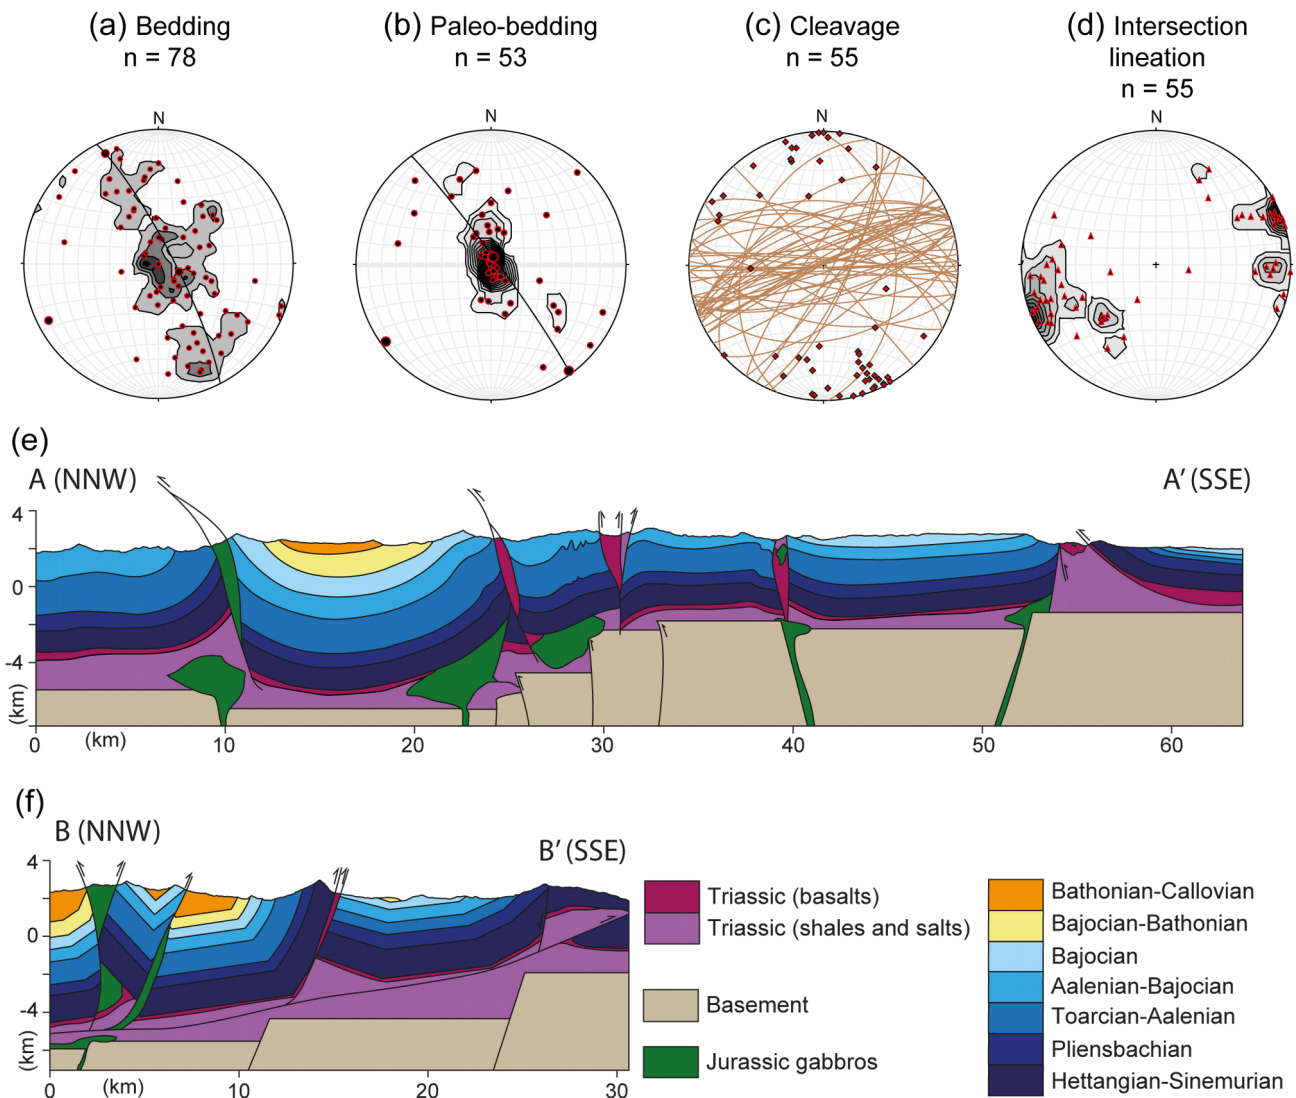 (a) Bedding
n = 78
(b) Paleo-bedding
n = 53
(c) Cleavage
n = 55
(d) Intersection
lineation
n = 55
N
N
N
N
(e)
A (NNW)
A' (SSE)
4
0
-4
(km)
0
(km)
10
20
30
40
50
60
(f)
B (NNW)
B' (SSE)
4
0
-4
(km)
0
(km)
10
20
30
Triassic (basalts)
Triassic (shales and salts)
Basement
Jurassic gabbros
Bathonian-Callovian
Bajocian-Bathonian
Bajocian
Aalenian-Bajocian
Toarcian-Aalenian
Pliensbachian
Hettangian-Sinemurian